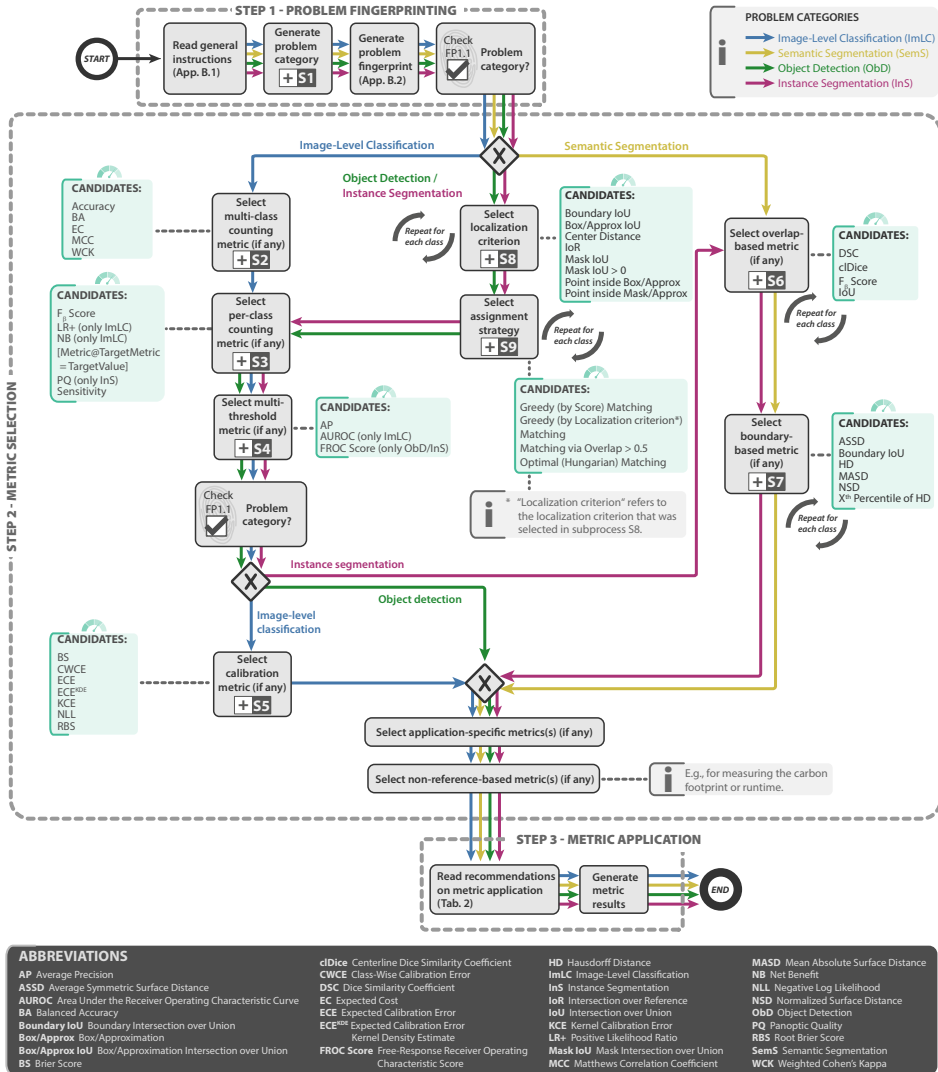 STEP 1 - PROBLEM FINGERPRINTING
START
Read general
instructions
(App. B.1)
Generate
problem
category
+ S1
Generate
problem
fingerprint
(App. B.2)
Check
FP1.1
Problem
category?
i
PROBLEM CATEGORIES
Image-Level Classification (ImLC)
Semantic Segmentation (SemS)
Object Detection (ObD)
Instance Segmentation (InS)
STEP 2 - METRIC SELECTION
Image-Level Classification
X
Semantic Segmentation
Object Detection /
Instance Segmentation
CANDIDATES:
Accuracy
BA
EC
MCC
WCK
Select
multi-class
counting
metric (if any)
+ S2
Repeat for
each class
Select
localization
criterion
+ S8
CANDIDATES:
Boundary IoU
Box/Approx IoU
Center Distance
IoR
Mask IoU
Mask IoU > 0
Point inside Box/Approx
Point inside Mask/Approx
Select overlap-
based metric
(if any)
+ S6
CANDIDATES:
DSC
clDice
Fβ Score
IoU
Repeat for
each class
CANDIDATES:
Fβ Score
LR+ (only ImLC)
NB (only ImLC)
[Metric@TargetMetric
= TargetValue]
PQ (only InS)
Sensitivity
Select
per-class
counting
metric (if any)
+ S3
Select
assignment
strategy
+ S9
Repeat for
each class
Select multi-
threshold
metric (if any)
+ S4
CANDIDATES:
AP
AUROC (only ImLC)
FROC Score (only ObD/InS)
CANDIDATES:
Greedy (by Score) Matching
Greedy (by Localization criterion*)
Matching
Matching via Overlap > 0.5
Optimal (Hungarian) Matching
Select
boundary-
based metric
(if any)
+ S7
CANDIDATES:
ASSD
Boundary IoU
HD
MASD
NSD
Xth Percentile of HD
Repeat for
each class
Check
FP1.1
Problem
category?
i
* "Localization criterion" refers to
the localization criterion that was
selected in subprocess S8.
X
Instance segmentation
Object detection
Image-level
classification
CANDIDATES:
BS
CWCE
ECE
ECEKDE
KCE
NLL
RBS
Select
calibration
metric (if any)
+ S5
X
Select application-specific metrics(s) (if any)
Select non-reference-based metric(s) (if any)
i
E.g., for measuring the carbon
footprint or runtime.
STEP 3 - METRIC APPLICATION
Read recommendations
on metric application
(Tab. 2)
Generate
metric
results
END
ABBREVIATIONS
AP Average Precision
ASSD Average Symmetric Surface Distance
AUROC Area Under the Receiver Operating Characteristic Curve
BA Balanced Accuracy
Boundary IoU Boundary Intersection over Union
Box/Approx Box/Approximation
Box/Approx IoU Box/Approximation Intersection over Union
BS Brier Score
clDice Centerline Dice Similarity Coefficient
CWCE Class-Wise Calibration Error
DSC Dice Similarity Coefficient
EC Expected Cost
ECE Expected Calibration Error
ECEKDE Expected Calibration Error
Kernel Density Estimate
FROC Score Free-Response Receiver Operating
Characteristic Score
HD Hausdorff Distance
ImLC Image-Level Classification
InS Instance Segmentation
IoR Intersection over Reference
IoU Intersection over Union
KCE Kernel Calibration Error
LR+ Positive Likelihood Ratio
Mask IoU Mask Intersection over Union
MCC Matthews Correlation Coefficient
MASD Mean Absolute Surface Distance
NB Net Benefit
NLL Negative Log Likelihood
NSD Normalized Surface Distance
ObD Object Detection
PQ Panoptic Quality
RBS Root Brier Score
SemS Semantic Segmentation
WCK Weighted Cohen's Kappa